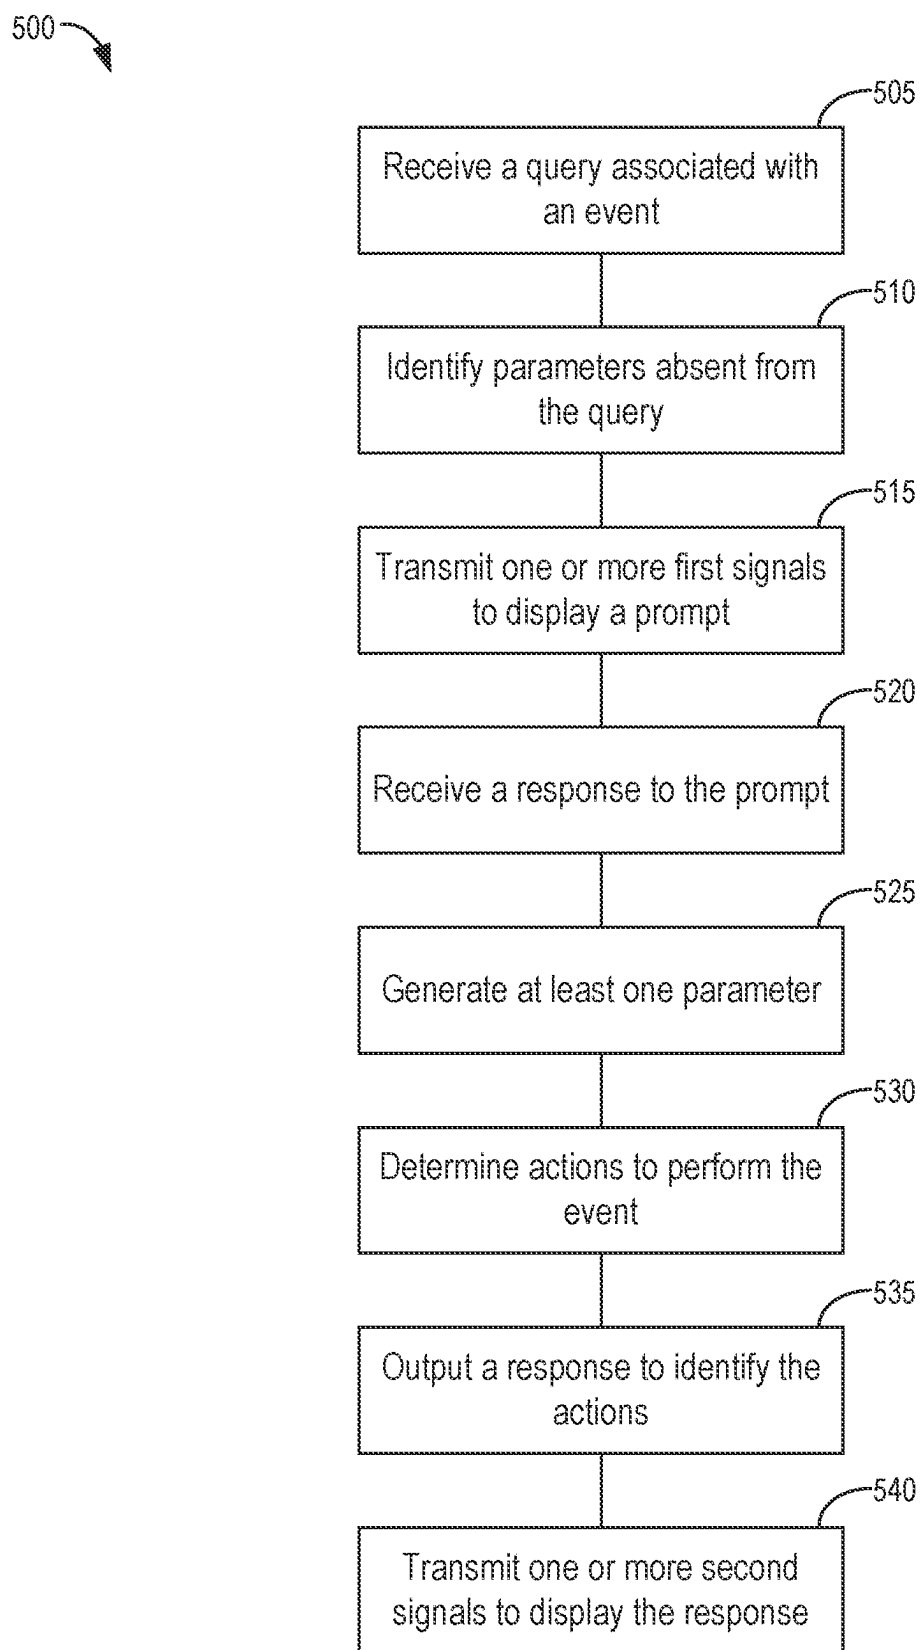 500
505
Receive a query associated with
an event
510
Identify parameters absent from
the query
515
Transmit one or more first signals
to display a prompt
520
Receive a response to the prompt
525
Generate at least one parameter
530
Determine actions to perform the
event
535
Output a response to identify the
actions
540
Transmit one or more second
signals to display the response